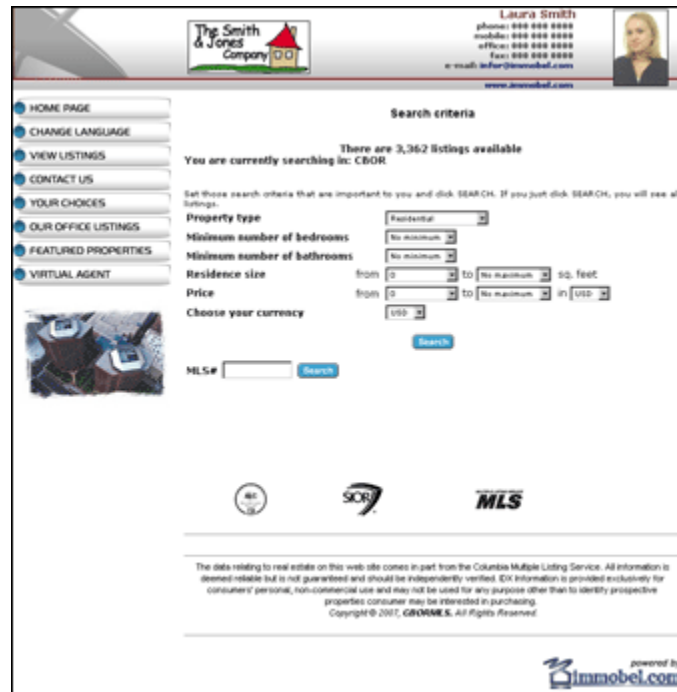 The Smith
& Jones
Company
Laura Smith
phone: 000 000 0000
mobile: 000 000 0000
office: 000 000 0000
fax: 000 000 0000
e-mail: infor@immobel.com
www.immobel.com
HOME PAGE
CHANGE LANGUAGE
VIEW LISTINGS
CONTACT US
YOUR CHOICES
OUR OFFICE LISTINGS
FEATURED PROPERTIES
VIRTUAL AGENT
Search criteria
There are 3,362 listings available
You are currently searching in: CBOR
Set those search criteria that are important to you and click SEARCH. If you just click SEARCH, you will see al
listings.
Property type Residential
Minimum number of bedrooms No minimum
Minimum number of bathrooms No minimum
Residence size from 0 to No maximum sq. feet
Price from 0 to No maximum in USD
Choose your currency USD
Search
MLS# Search
SIOR
MLS
The data relating to real estate on this web site comes in part from the Columbia Multiple Listing Service. All information is
deemed reliable but is not guaranteed and should be independently verified. IDX information is provided exclusively for
consumers' personal, non-commercial use and may not be used for any purpose other than to identify prospective
properties consumer may be interested in purchasing.
Copyright © 2007, CBORMLS. All Rights Reserved.
powered by
immobel.com